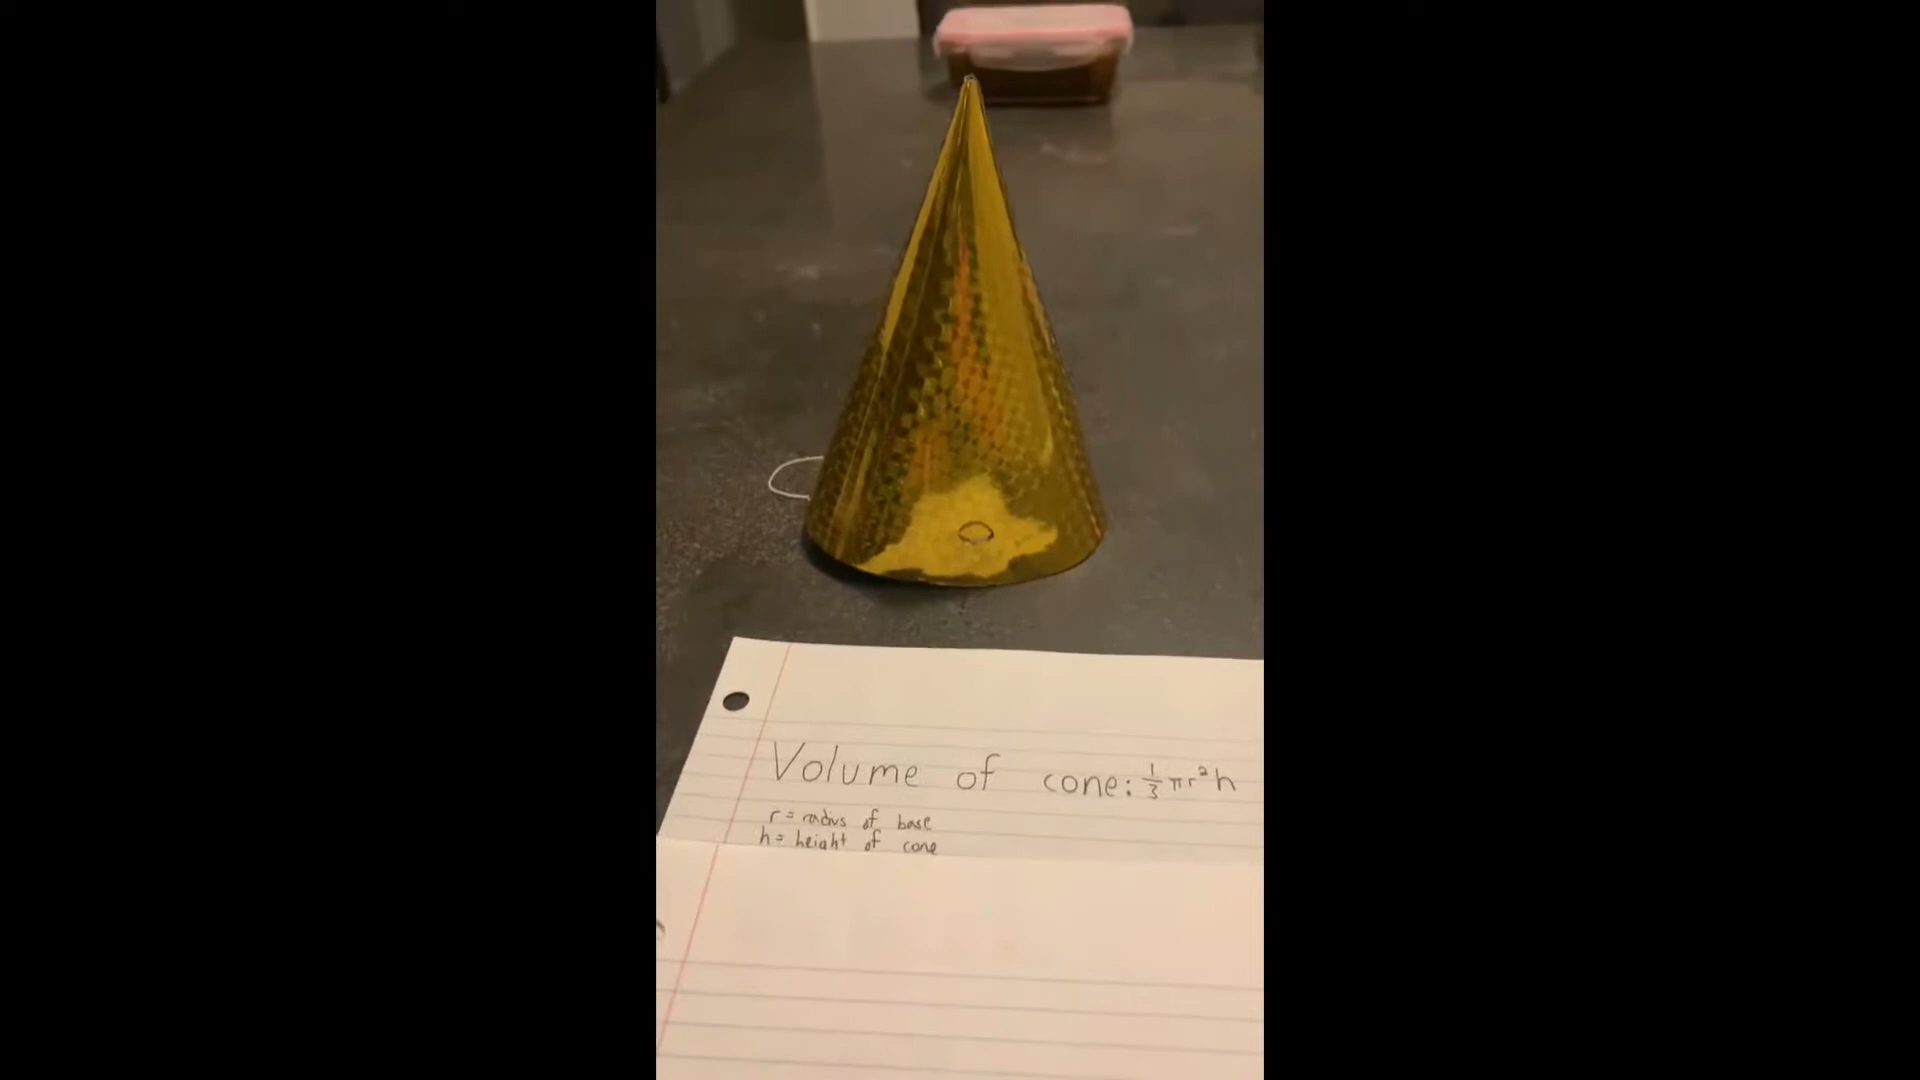 Volume of cone: 1/3 πr²h
r = radius of base
h = height of cone